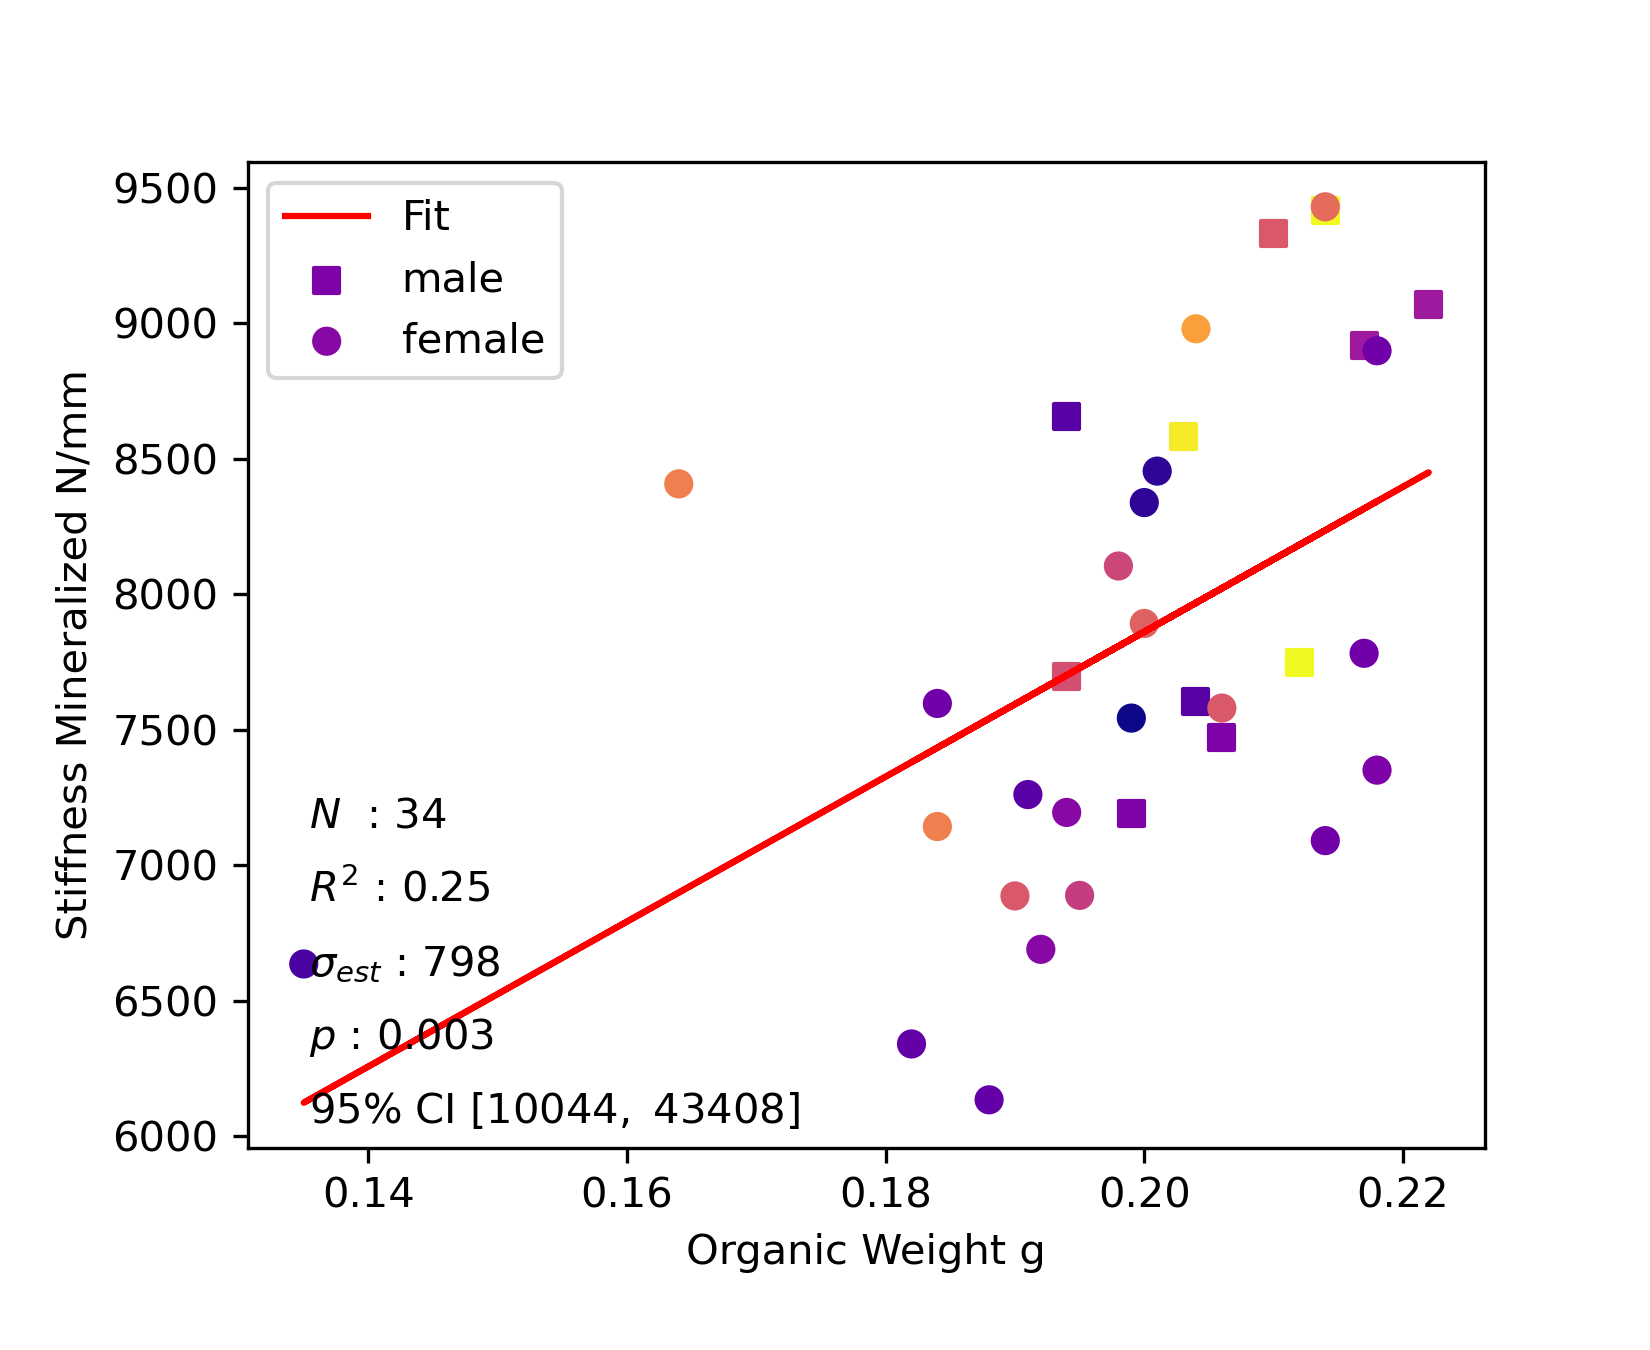 9500
9000
8500
8000
7500
7000
6500
6000
Stiffness Mineralized N/mm
Fit
male
female
N : 34
R² : 0.25
σ_est : 798
p : 0.003
95% CI [10044, 43408]
0.14 0.16 0.18 0.20 0.22
Organic Weight g